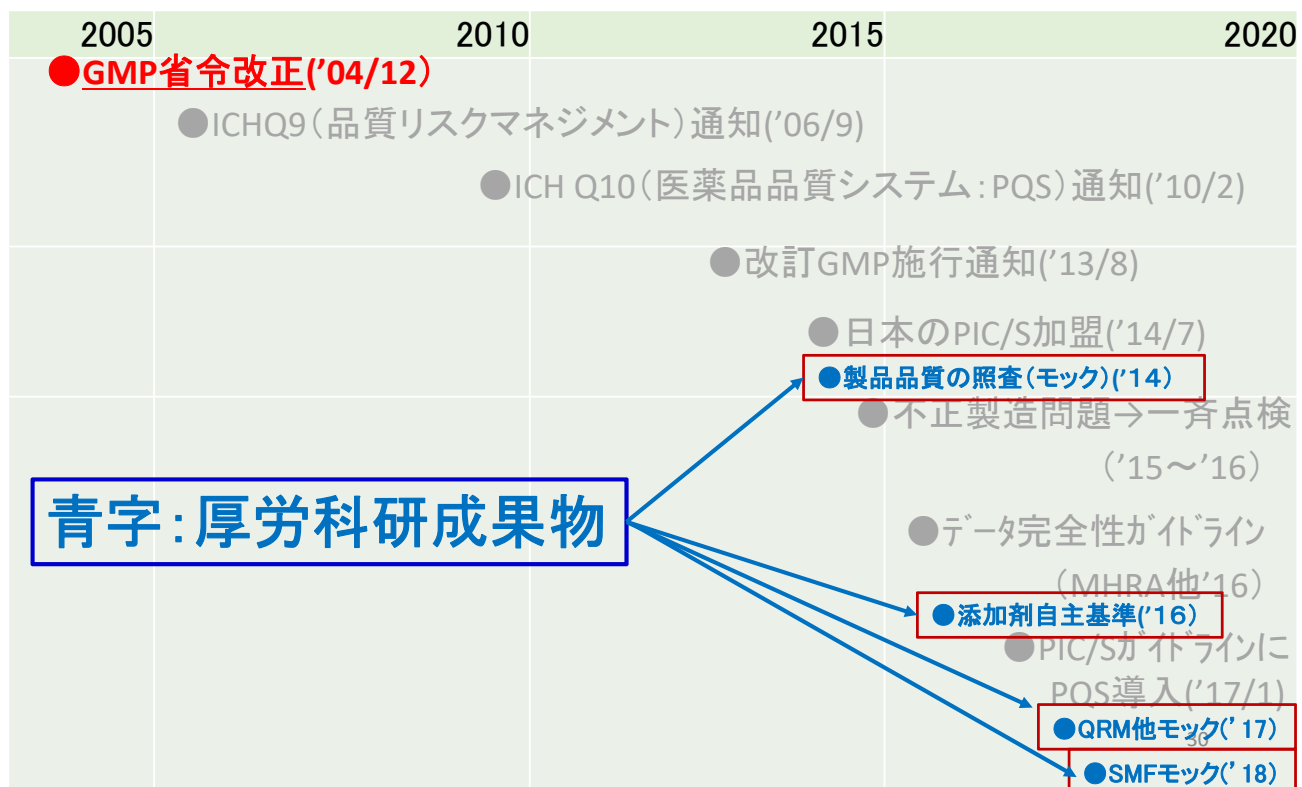 2005 2010 2015 2020
●GMP省令改正('04/12)
●ICHQ9(品質リスクマネジメント)通知('06/9)
●ICH Q10(医薬品品質システム:PQS)通知('10/2)
●改訂GMP施行通知('13/8)
●日本のPIC/S加盟('14/7)
●製品品質の照査(モック)('14)
●不正製造問題→一斉点検
('15~'16)
青字:厚労科研成果物
●データ完全性ガイドライン
(MHRA他'16)
●添加剤自主基準('16)
●PIC/Sガイドラインに
PQS導入('17/1)
●QRM他モック('17)
30
●SMFモック('18)